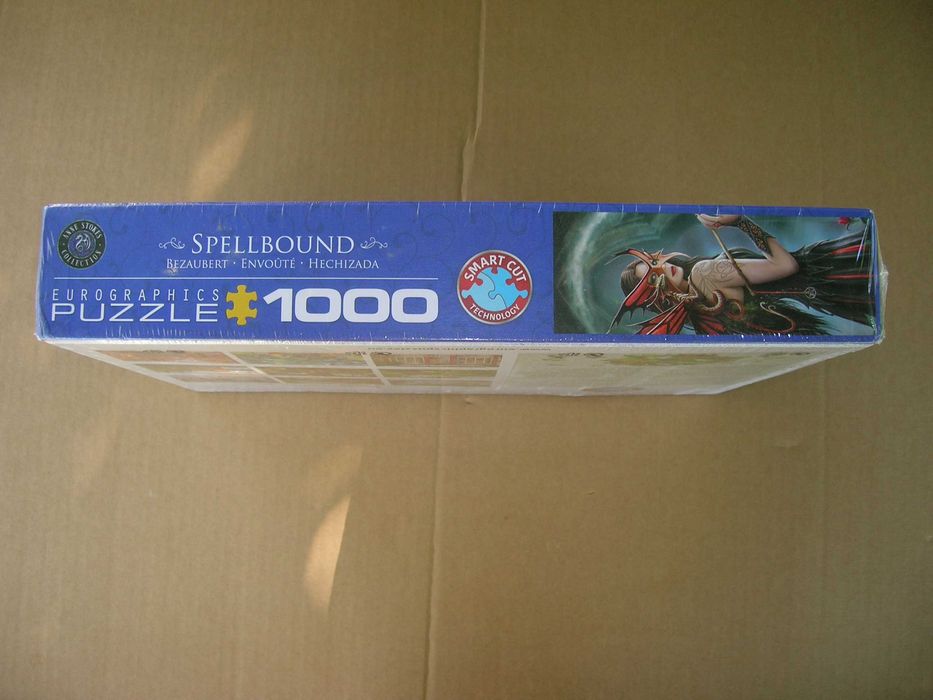 ANNE STOKES COLLECTION
SPELLBOUND
BEZAUBERT · ENVOÛTÉ · HECHIZADA
EUROGRAPHICS
PUZZLE 1000
SMART CUT
TECHNOLOGY